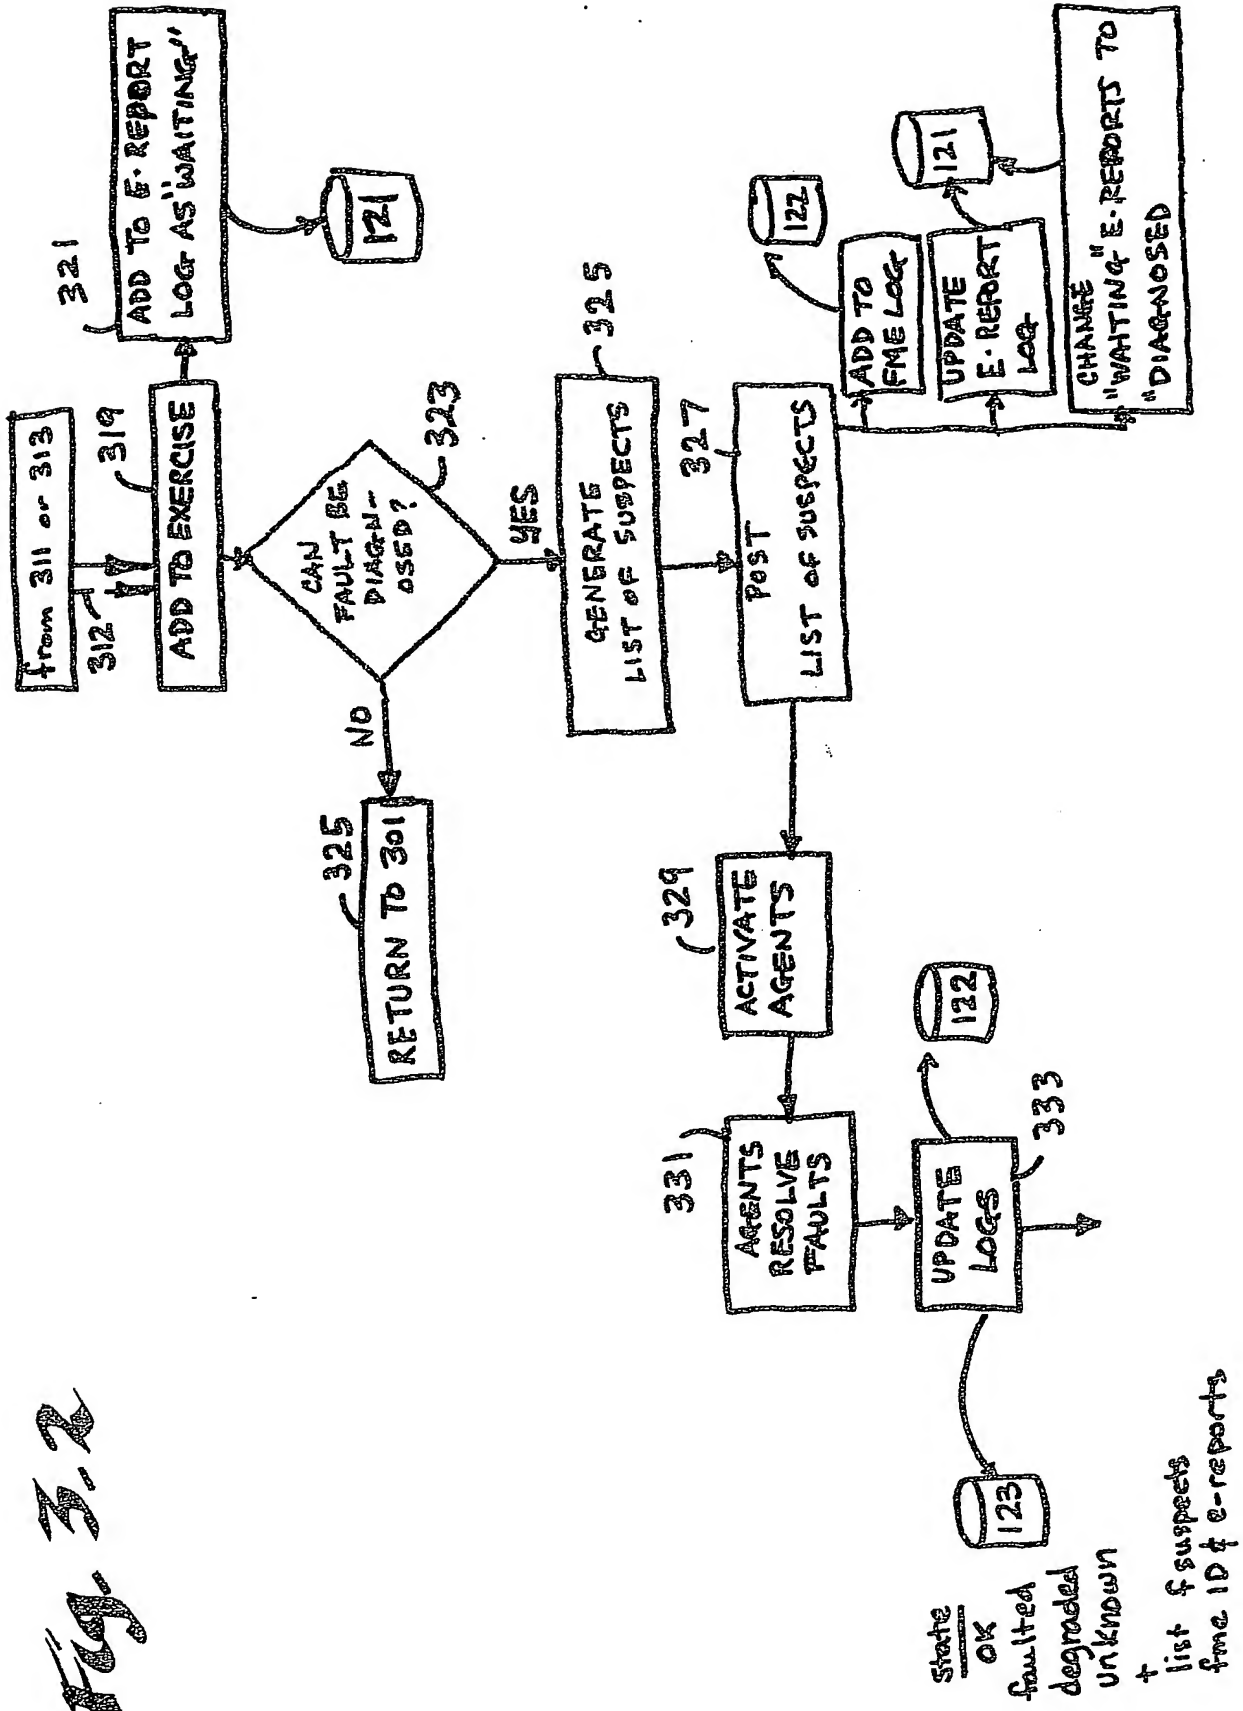 Fig. 3.2
from 311 or 313
312
319
ADD TO EXERCISE
321
ADD TO E. REPORT
LOG AS "WAITING"
121
323
CAN
FAULT BE
DIAGN-
OSED?
NO
325
RETURN TO 301
YES
325
GENERATE
LIST OF SUSPECTS
327
POST
LIST OF SUSPECTS
122
ADD TO
FME LOG
121
UPDATE
E. REPORT
LOG
CHANGE
"WAITING" E. REPORTS TO
"DIAGNOSED
329
ACTIVATE
AGENTS
331
AGENTS
RESOLVE
FAULTS
122
UPDATE
LOGS
333
123
State
OK
faulted
degraded
unknown
+
list f suspects
fme ID & e-reports